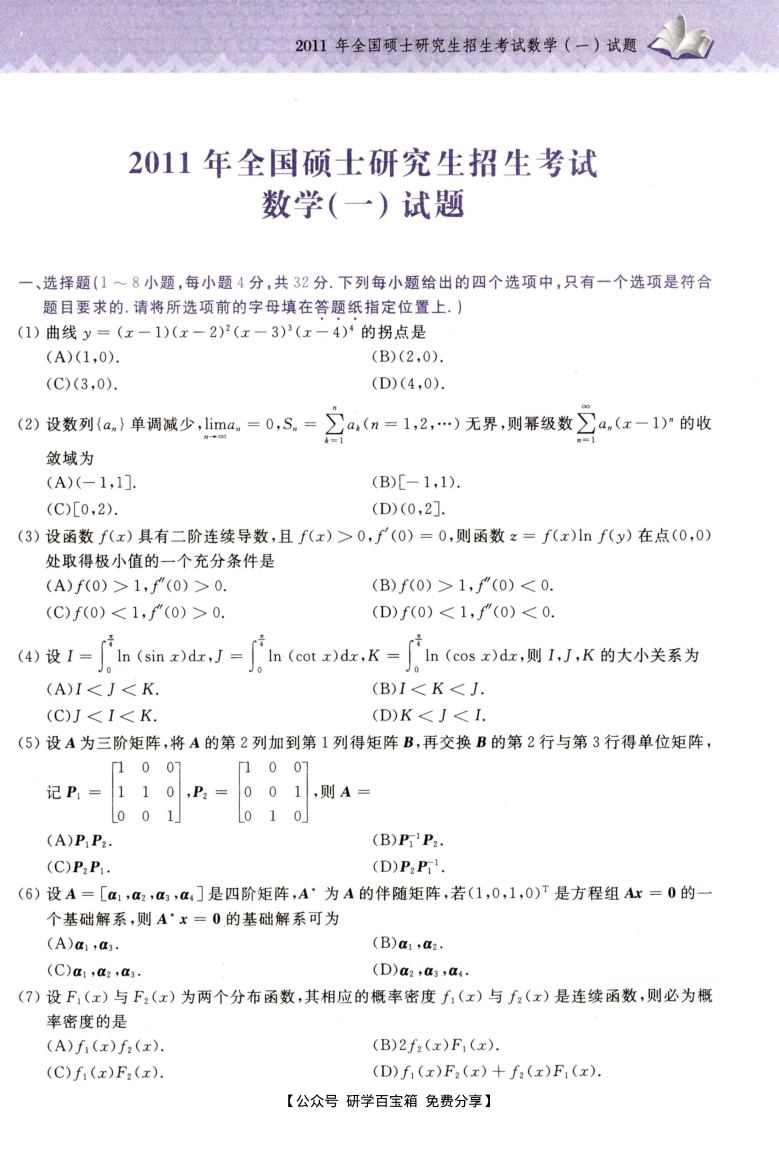 2011 年全国硕士研究生招生考试数学(一)试题
2011 年全国硕士研究生招生考试
数学(一)试题
一、选择题(1～8小题,每小题4分,共32分.下列每小题给出的四个选项中,只有一个选项是符合
题目要求的.请将所选项前的字母填在答题纸指定位置上.)
(1) 曲线 y = (x－1)(x－2)²(x－3)³(x－4)⁴ 的拐点是
(A)(1,0). (B)(2,0).
(C)(3,0). (D)(4,0).
(2) 设数列{aₙ} 单调减少,lim_{n→∞} aₙ = 0,Sₙ = ∑_{k=1}^{n} aₖ(n = 1,2,…) 无界,则幂级数 ∑_{n=1}^{∞} aₙ(x－1)ⁿ 的收
敛域为
(A)(－1,1]. (B)[－1,1).
(C)[0,2). (D)(0,2].
(3) 设函数 f(x) 具有二阶连续导数,且 f(x) > 0,f′(0) = 0,则函数 z = f(x)ln f(y) 在点(0,0)
处取得极小值的一个充分条件是
(A)f(0) > 1,f″(0) > 0. (B)f(0) > 1,f″(0) < 0.
(C)f(0) < 1,f″(0) > 0. (D)f(0) < 1,f″(0) < 0.
(4) 设 I = ∫₀^{π/4} ln (sin x)dx,J = ∫₀^{π/4} ln (cot x)dx,K = ∫₀^{π/4} ln (cos x)dx,则 I,J,K 的大小关系为
(A)I < J < K. (B)I < K < J.
(C)J < I < K. (D)K < J < I.
(5) 设 A 为三阶矩阵,将 A 的第 2 列加到第 1 列得矩阵 B,再交换 B 的第 2 行与第 3 行得单位矩阵,
记 P₁ = [1 0 0; 1 1 0; 0 0 1],P₂ = [1 0 0; 0 0 1; 0 1 0],则 A =
(A)P₁P₂. (B)P₁⁻¹P₂.
(C)P₂P₁. (D)P₂P₁⁻¹.
(6) 设 A = [α₁,α₂,α₃,α₄] 是四阶矩阵,A* 为 A 的伴随矩阵,若(1,0,1,0)ᵀ 是方程组 Ax = 0 的一
个基础解系,则 A*x = 0 的基础解系可为
(A)α₁,α₃. (B)α₁,α₂.
(C)α₁,α₂,α₃. (D)α₂,α₃,α₄.
(7) 设 F₁(x) 与 F₂(x) 为两个分布函数,其相应的概率密度 f₁(x) 与 f₂(x) 是连续函数,则必为概
率密度的是
(A)f₁(x)f₂(x). (B)2f₂(x)F₁(x).
(C)f₁(x)F₂(x). (D)f₁(x)F₂(x)＋f₂(x)F₁(x).
【公众号 研学百宝箱 免费分享】